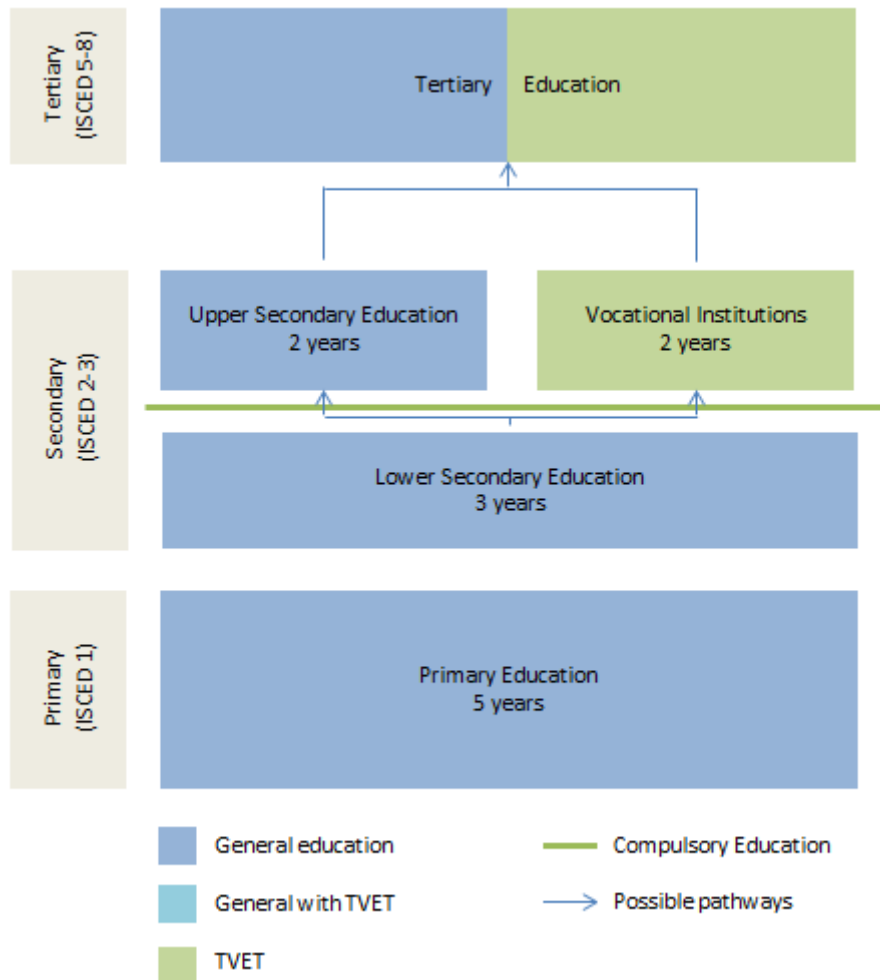 Tertiary
(ISCED 5-8)
Tertiary Education
Secondary
(ISCED 2-3)
Upper Secondary Education
2 years
Vocational Institutions
2 years
Lower Secondary Education
3 years
Primary
(ISCED 1)
Primary Education
5 years
General education
Compulsory Education
General with TVET
Possible pathways
TVET